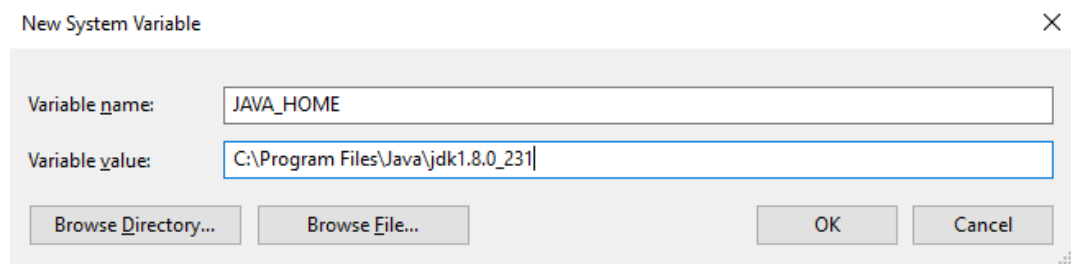 New System Variable
Variable name: JAVA_HOME
Variable value: C:\Program Files\Java\jdk1.8.0_231
Browse Directory... Browse File... OK Cancel